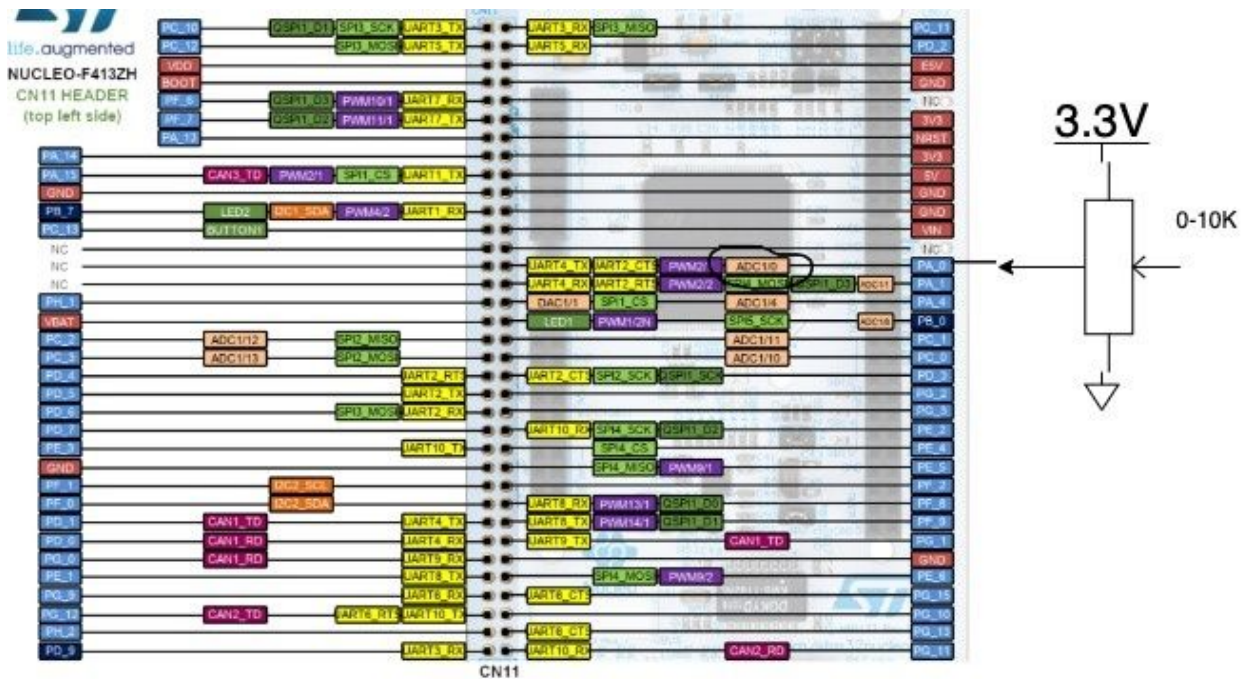 life.augmented
NUCLEO-F413ZH
CN11 HEADER
(top left side)
PC_10 QSPI1_D1 SPI3_SCK UART3_TX UART3_RX SPI3_MISO PC_11
PC_12 SPI3_MOSI UART5_TX UART5_RX PD_2
VDD E5V
BOOT GND
PF_6 QSPI1_D3 PWM10/1 UART7_RX NC
PF_7 QSPI1_D2 PWM11/1 UART7_TX 3V3
PA_13 NRST
PA_14 3V3
PA_15 CAN3_TD PWM2/1 SPI1_CS UART1_TX 5V
GND GND
PB_7 LED2 I2C1_SDA PWM4/2 UART1_RX GND
PC_13 BUTTON1 VIN
NC NC
NC UART4_TX UART2_CTS PWM2/ ADC1/0 PA_0
NC UART4_RX UART2_RTS PWM2/2 SPI4_MOSI QSPI1_D3 ADC1/1 PA_1
PH_1 DAC1/1 SPI1_CS ADC1/4 PA_4
VBAT LED1 PWM1/2N SPI5_SCK ADC1/8 PB_0
PC_2 ADC1/12 SPI2_MISO ADC1/11 PC_1
PC_3 ADC1/13 SPI2_MOSI ADC1/10 PC_0
PD_4 UART2_RTS UART2_CTS SPI2_SCK QSPI1_SCK PD_3
PD_5 UART2_TX PG_2
PD_6 SPI3_MOSI UART2_RX PG_3
PD_7 UART10_RX SPI4_SCK QSPI1_D2 PE_2
PE_3 UART10_TX SPI4_CS PE_4
GND SPI4_MISO PWM9/1 PE_5
PF_1 I2C2_SCL PF_2
PF_0 I2C2_SDA UART8_RX PWM13/1 QSPI1_D0 PF_8
PD_1 CAN1_TD UART4_TX UART8_TX PWM14/1 QSPI1_D1 PF_9
PD_0 CAN1_RD UART4_RX UART9_TX CAN1_TD PG_1
PG_0 CAN1_RD UART9_RX GND
PE_1 UART8_TX SPI4_MOSI PWM9/2 PE_6
PG_9 UART6_RX UART6_CTS PG_15
PG_12 CAN2_TD UART6_RTS UART10_TX PG_10
PH_2 UART6_CTS PG_13
PD_9 UART3_RX UART10_RX CAN2_RD PG_11
CN11
3.3V
0-10K